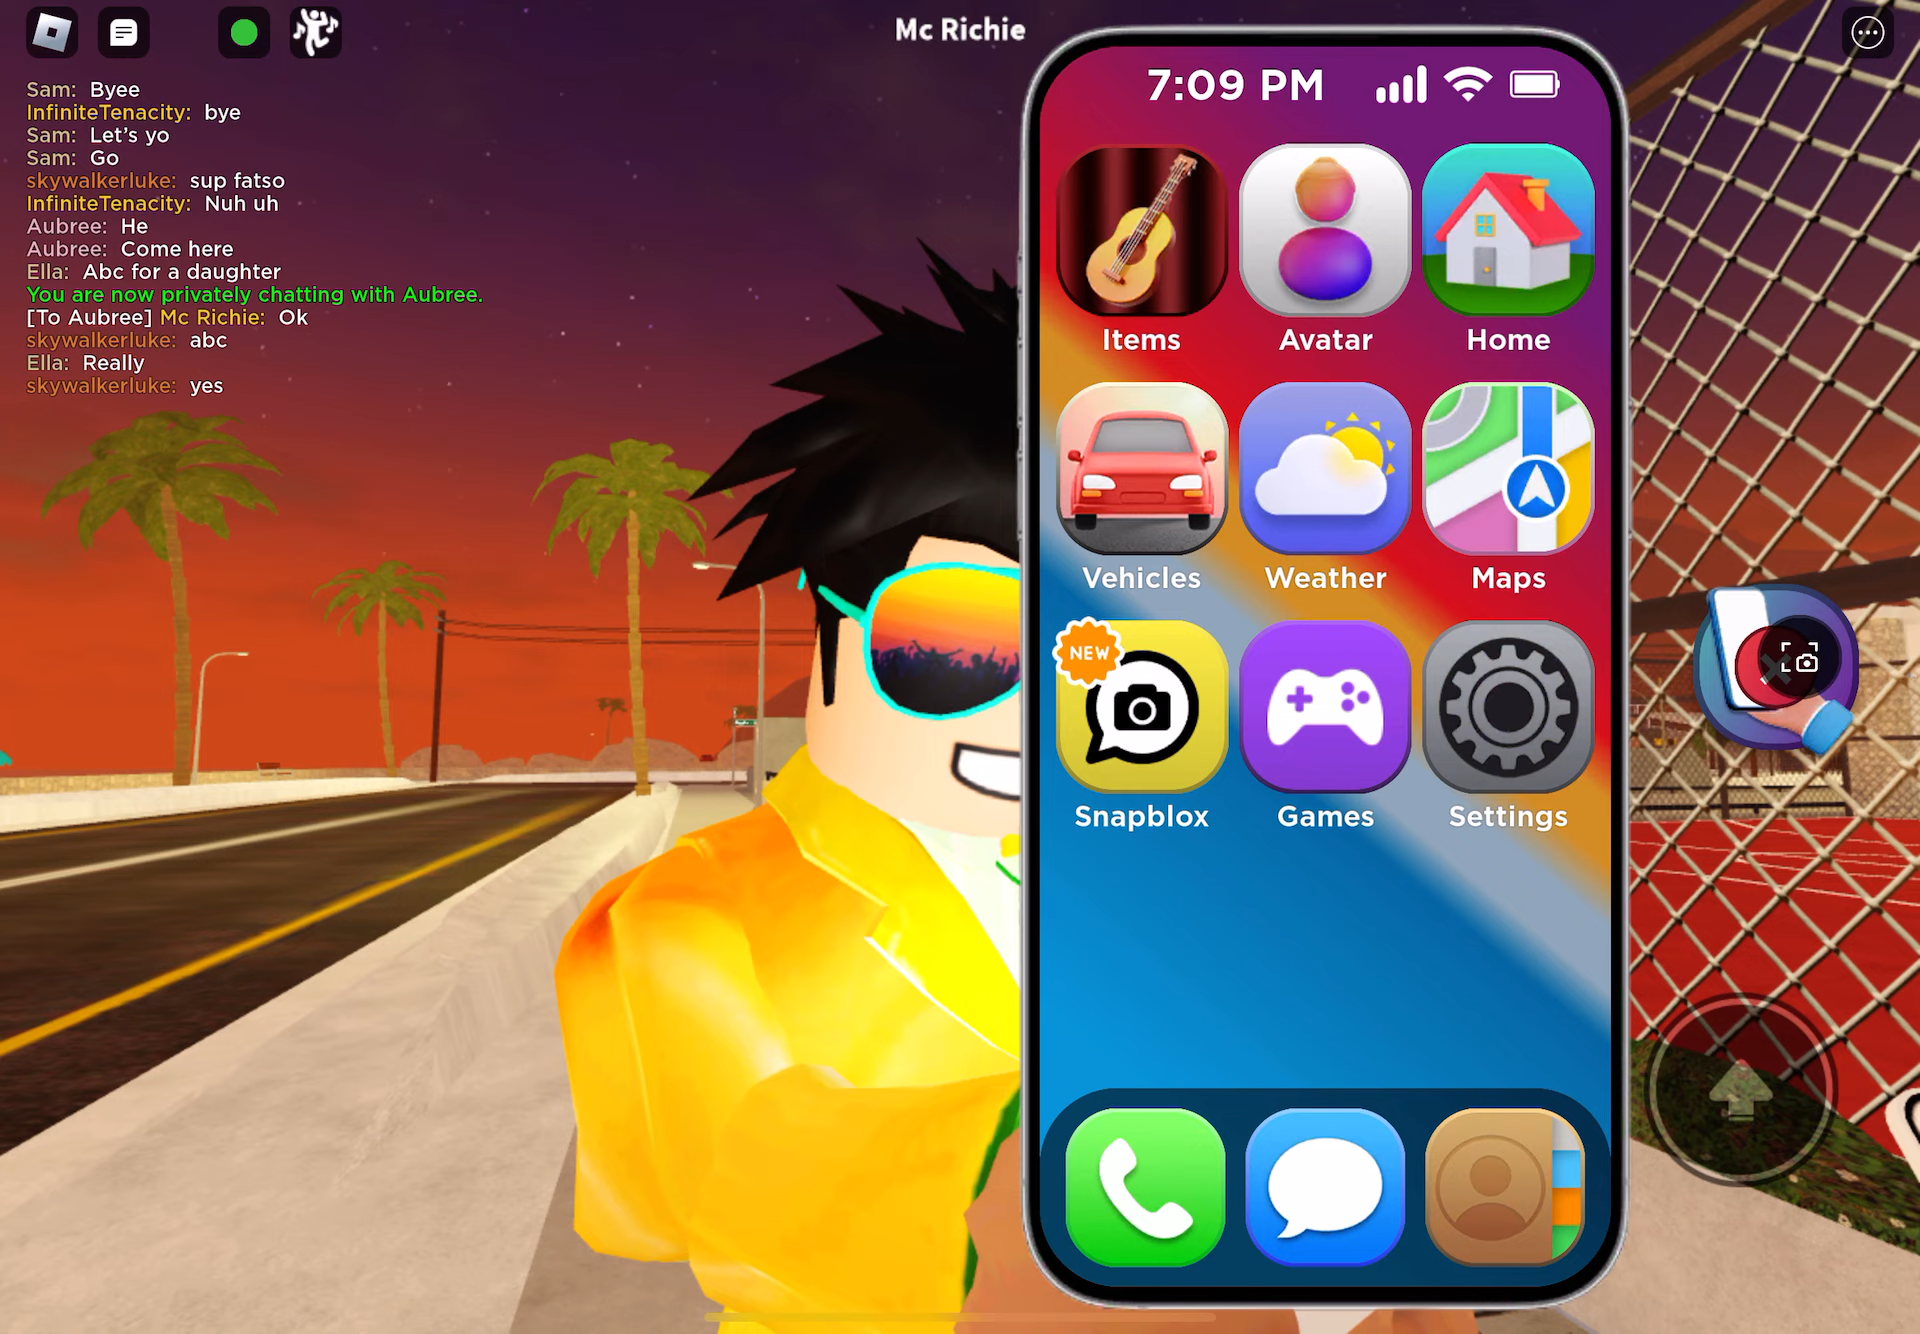 Mc Richie
Sam: Byee
InfiniteTenacity: bye
Sam: Let's yo
Sam: Go
skywalkerluke: sup fatso
InfiniteTenacity: Nuh uh
Aubree: He
Aubree: Come here
Ella: Abc for a daughter
You are now privately chatting with Aubree.
[To Aubree] Mc Richie: Ok
skywalkerluke: abc
Ella: Really
skywalkerluke: yes
7:09 PM
Items
Avatar
Home
Vehicles
Weather
Maps
NEW
Snapblox
Games
Settings